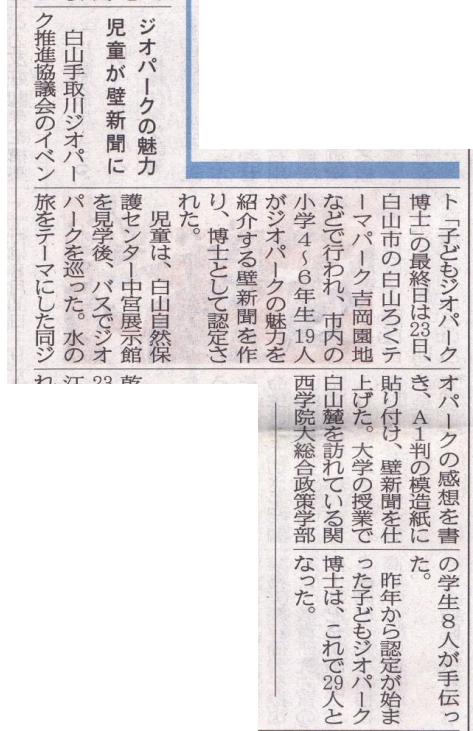 ジオパークの魅力
児童が壁新聞に
白山手取川ジオパー
ク推進協議会のイベン
ト「子どもジオパーク
博士」の最終日は23日、
白山市の白山ろくテ
ーマパーク吉岡園地
などで行われ、市内の
小学4〜6年生19人
がジオパークの魅力を
紹介する壁新聞を作
り、博士として認定さ
れた。
児童は、白山自然保
護センター中宮展示館
を見学後、バスでジオ
パークを巡った。水の
旅をテーマにした同ジ
オパークの感想を書
き、A1判の模造紙に
貼り付け、壁新聞を仕
上げた。大学の授業で
白山麓を訪れている関
西学院大総合政策学部
の学生8人が手伝っ
た。
昨年から認定が始ま
った子どもジオパーク
博士は、これで29人と
なった。